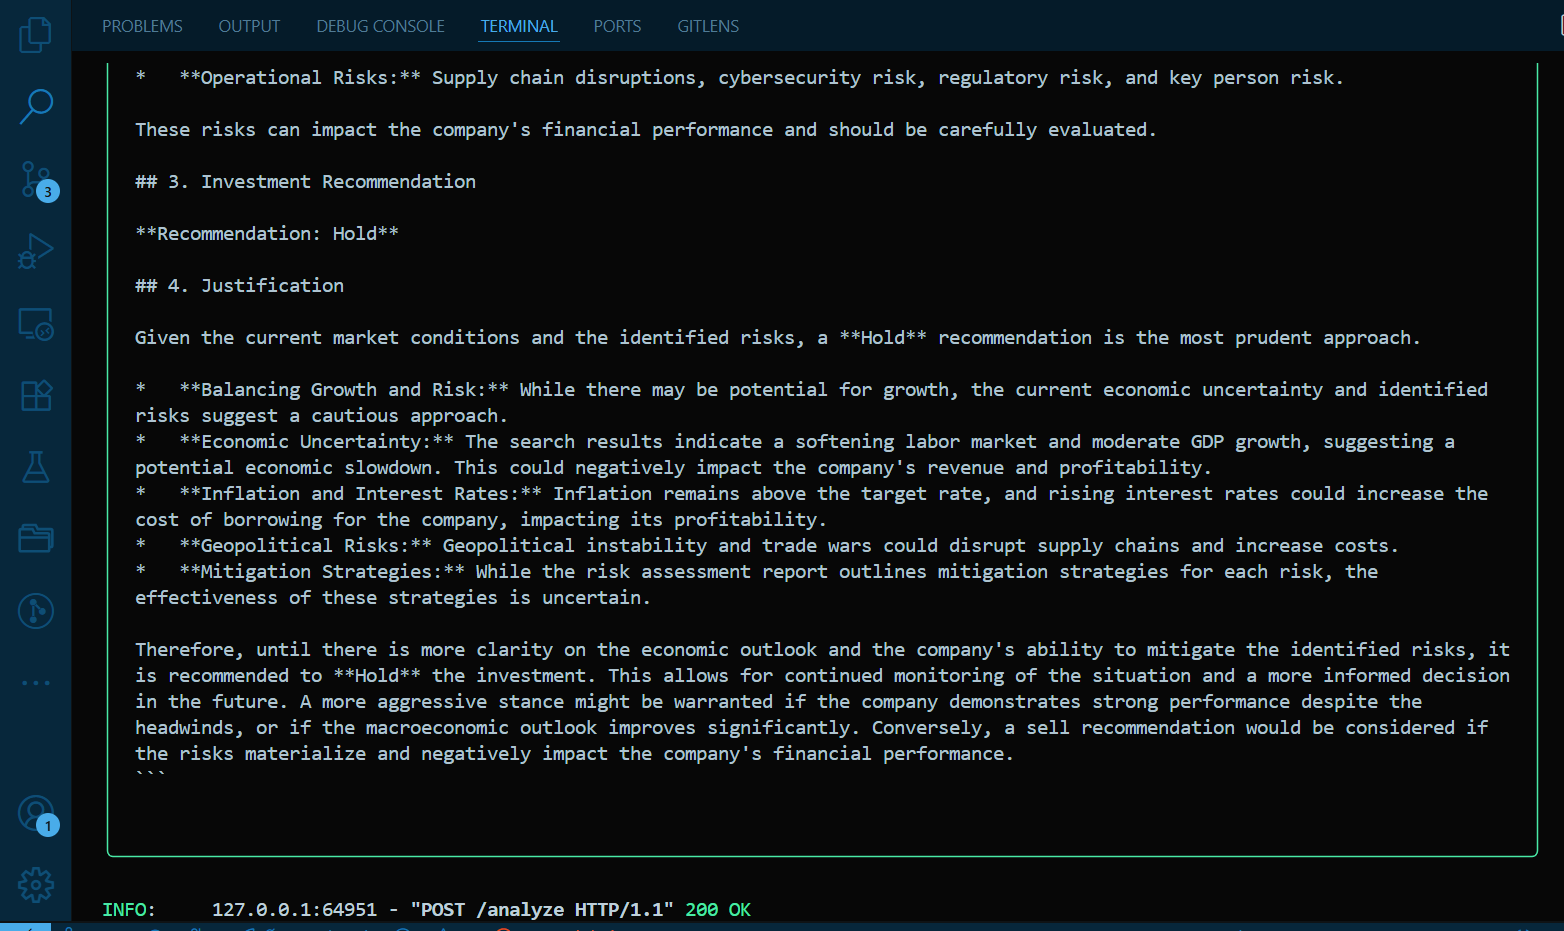 PROBLEMS OUTPUT DEBUG CONSOLE TERMINAL PORTS GITLENS
*   **Operational Risks:** Supply chain disruptions, cybersecurity risk, regulatory risk, and key person risk.
These risks can impact the company's financial performance and should be carefully evaluated.
## 3. Investment Recommendation
3
**Recommendation: Hold**
## 4. Justification
Given the current market conditions and the identified risks, a **Hold** recommendation is the most prudent approach.
*   **Balancing Growth and Risk:** While there may be potential for growth, the current economic uncertainty and identified
risks suggest a cautious approach.
*   **Economic Uncertainty:** The search results indicate a softening labor market and moderate GDP growth, suggesting a
potential economic slowdown. This could negatively impact the company's revenue and profitability.
*   **Inflation and Interest Rates:** Inflation remains above the target rate, and rising interest rates could increase the
cost of borrowing for the company, impacting its profitability.
*   **Geopolitical Risks:** Geopolitical instability and trade wars could disrupt supply chains and increase costs.
*   **Mitigation Strategies:** While the risk assessment report outlines mitigation strategies for each risk, the
effectiveness of these strategies is uncertain.
Therefore, until there is more clarity on the economic outlook and the company's ability to mitigate the identified risks, it
is recommended to **Hold** the investment. This allows for continued monitoring of the situation and a more informed decision
in the future. A more aggressive stance might be warranted if the company demonstrates strong performance despite the
headwinds, or if the macroeconomic outlook improves significantly. Conversely, a sell recommendation would be considered if
the risks materialize and negatively impact the company's financial performance.
```
1
INFO:     127.0.0.1:64951 - "POST /analyze HTTP/1.1" 200 OK